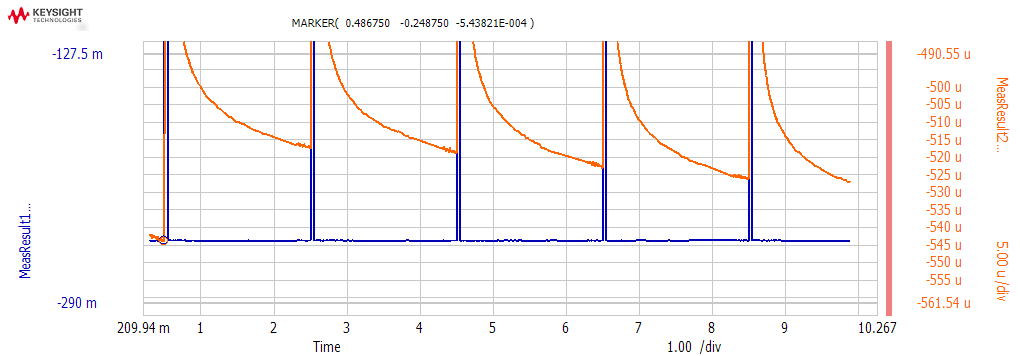 KEYSIGHT
TECHNOLOGIES
MARKER( 0.486750 -0.248750 -5.43821E-004 )
-127.5 m
-490.55 u
-500 u
-505 u
-510 u
-515 u
-520 u
-525 u
-530 u
-535 u
-540 u
-545 u
-550 u
-555 u
-561.54 u
MeasResult2...
5.00 u /div
MeasResult1...
-290 m
209.94 m 1 2 3 4 5 6 7 8 9 10.267
Time 1.00 /div